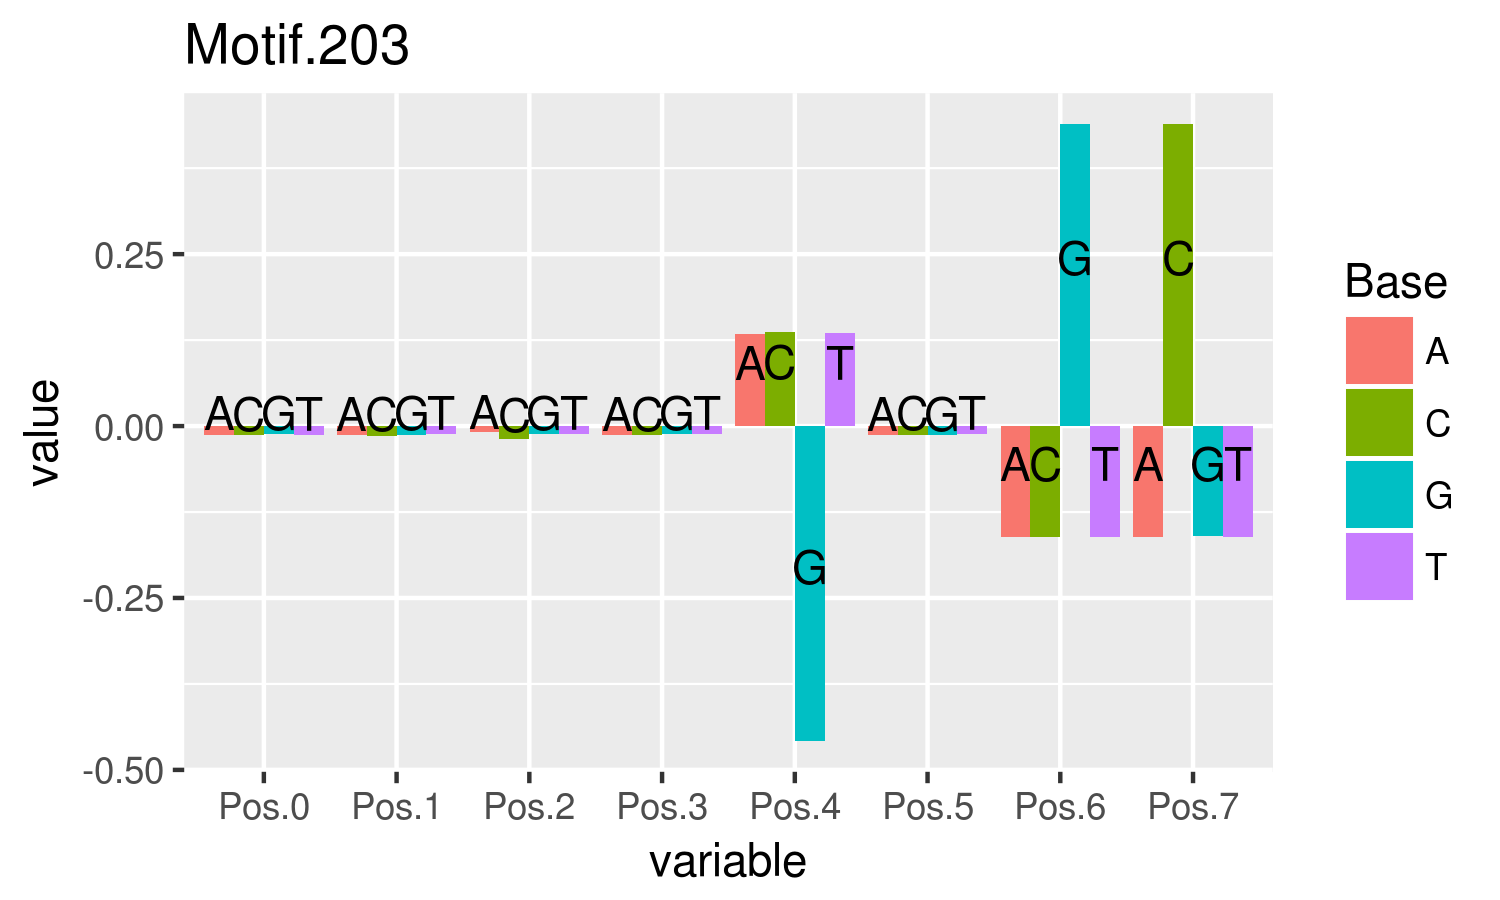 Motif.203
0.25
0.00
-0.25
-0.50
value
ACGT ACGT ACGT ACGT AC G T ACGT AC G T A C GT
Pos.0 Pos.1 Pos.2 Pos.3 Pos.4 Pos.5 Pos.6 Pos.7
variable
Base
A
C
G
T